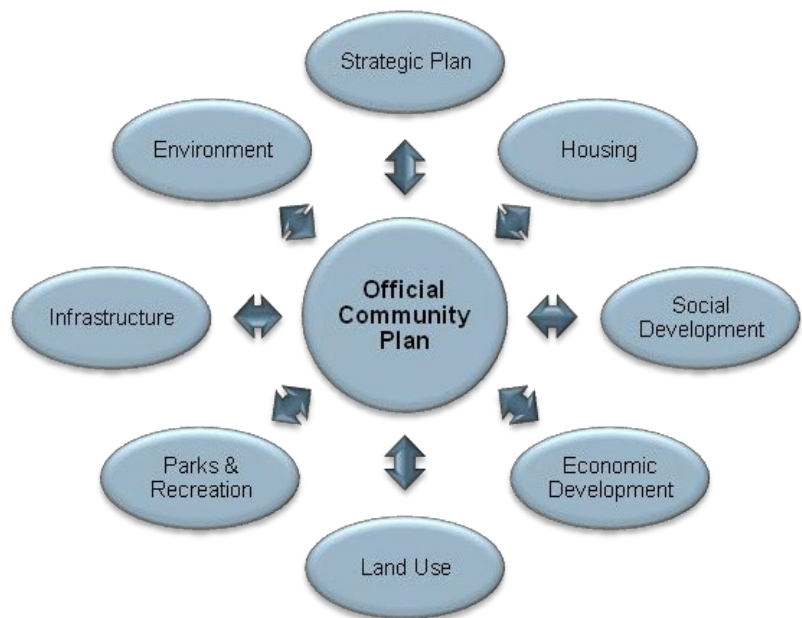 Strategic Plan
Environment
Housing
Official
Community
Plan
Infrastructure
Social
Development
Parks &
Recreation
Economic
Development
Land Use